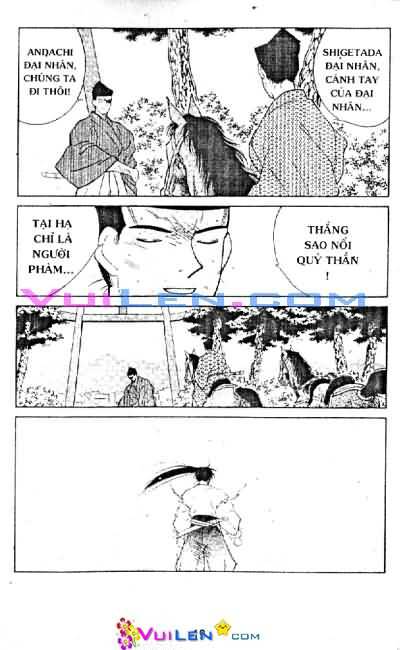 SHIGETADA
ĐẠI NHÂN,
CÁNH TAY
CỦA ĐẠI
NHÂN...
ANDACHI
ĐẠI NHÂN,
CHÚNG TA
ĐI THÔI!
THẮNG
SAO NỔI
QUỶ THẦN
!
TẠI HẠ
CHỈ LÀ
NGƯỜI
PHÀM...
VUILEN.COM
VUILEN.COM